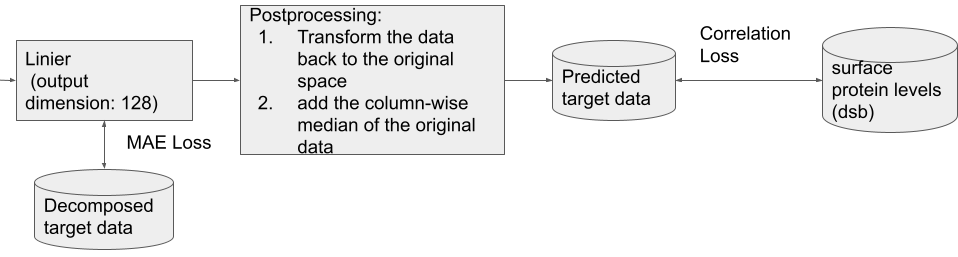 Linier
(output
dimension: 128)
MAE Loss
Decomposed
target data
Postprocessing:
1. Transform the data
back to the original
space
2. add the column-wise
median of the original
data
Predicted
target data
Correlation
Loss
surface
protein levels
(dsb)